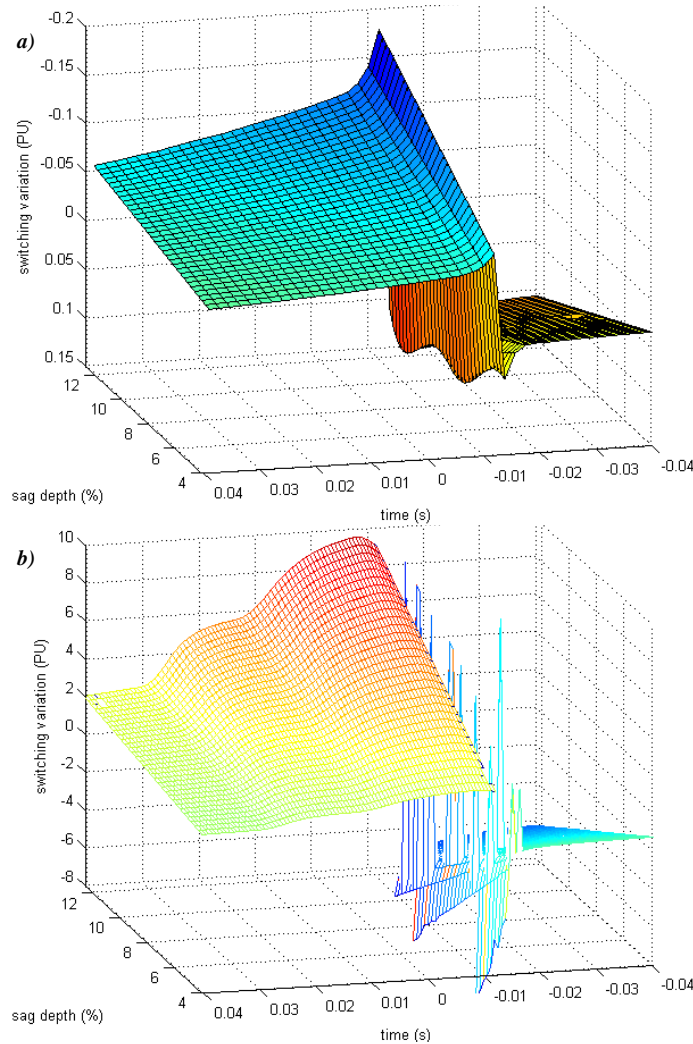 a)
-0.2
-0.15
-0.1
-0.05
0
0.05
0.1
0.15
switching variation (PU)
12
10
8
6
4
sag depth (%)
0.04 0.03 0.02 0.01 0 -0.01 -0.02 -0.03 -0.04
time (s)
b)
10
8
6
4
2
0
-2
-4
-6
-8
switching variation (PU)
12
10
8
6
4
sag depth (%)
0.04 0.03 0.02 0.01 0 -0.01 -0.02 -0.03 -0.04
time (s)